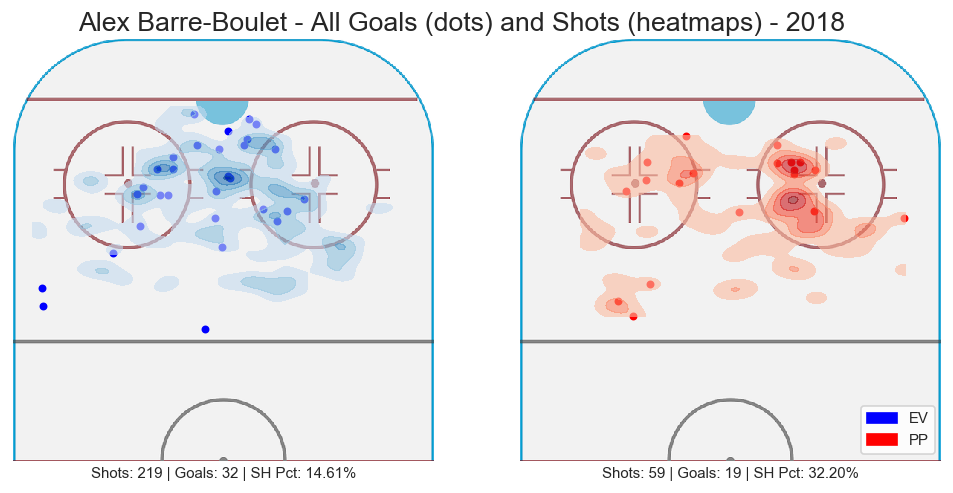 Alex Barre-Boulet - All Goals (dots) and Shots (heatmaps) - 2018
EV
PP
Shots: 219 | Goals: 32 | SH Pct: 14.61%
Shots: 59 | Goals: 19 | SH Pct: 32.20%